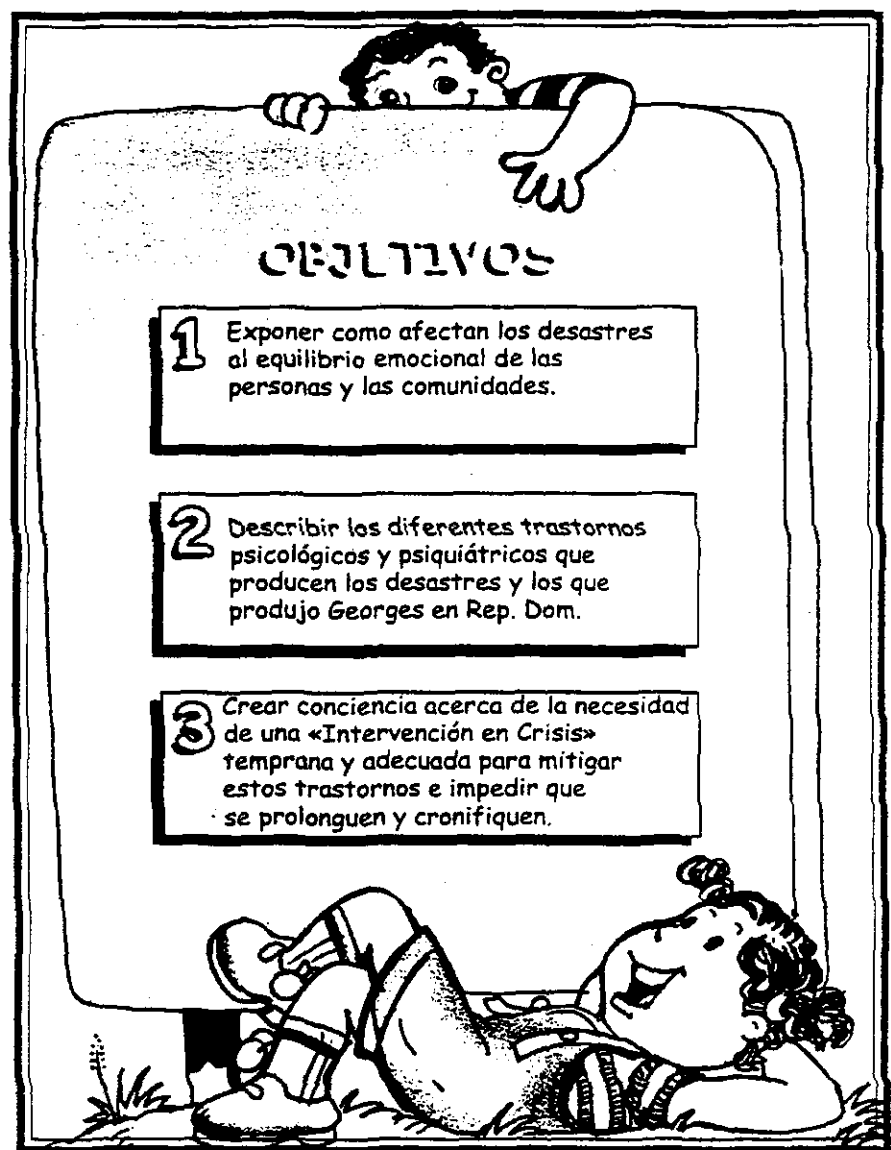 OBJETIVOS
1 Exponer como afectan los desastres
al equilibrio emocional de las
personas y las comunidades.
2 Describir los diferentes trastornos
psicológicos y psiquiátricos que
producen los desastres y los que
produjo Georges en Rep. Dom.
3 Crear conciencia acerca de la necesidad
de una «Intervención en Crisis»
temprana y adecuada para mitigar
estos trastornos e impedir que
se prolonguen y cronifiquen.